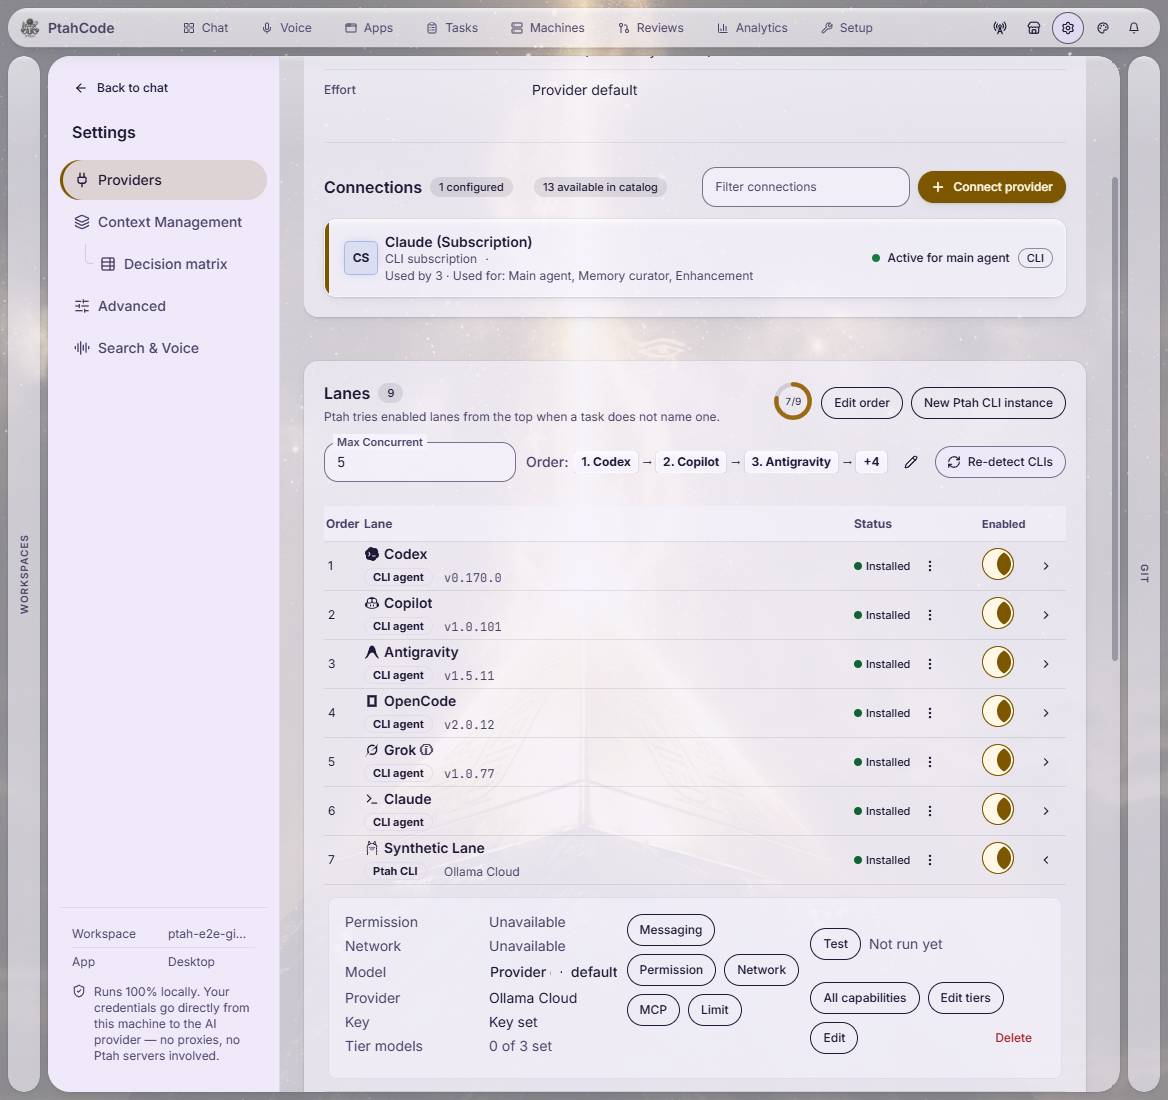 PtahCode
Chat
Voice
Apps
Tasks
Machines
Reviews
Analytics
Setup
WORKSPACES
Back to chat
Settings
Providers
Context Management
Decision matrix
Advanced
Search & Voice
Workspace ptah-e2e-gi...
App Desktop
Runs 100% locally. Your
credentials go directly from
this machine to the AI
provider — no proxies, no
Ptah servers involved.
Effort Provider default
Connections 1 configured 13 available in catalog Filter connections + Connect provider
CS
Claude (Subscription)
CLI subscription ·
Used by 3 · Used for: Main agent, Memory curator, Enhancement
Active for main agent CLI
Lanes 9
Ptah tries enabled lanes from the top when a task does not name one.
7/9 Edit order New Ptah CLI instance
Max Concurrent
5
Order: 1. Codex → 2. Copilot → 3. Antigravity → +4 Re-detect CLIs
Order Lane Status Enabled
1 Codex Installed
CLI agent v0.170.0
2 Copilot Installed
CLI agent v1.0.101
3 Antigravity Installed
CLI agent v1.5.11
4 OpenCode Installed
CLI agent v2.0.12
5 Grok Installed
CLI agent v1.0.77
6 Claude Installed
CLI agent
7 Synthetic Lane Installed
Ptah CLI Ollama Cloud
Permission Unavailable
Network Unavailable
Model Provider · default
Provider Ollama Cloud
Key Key set
Tier models 0 of 3 set
Messaging
Permission Network
MCP Limit
Test Not run yet
All capabilities Edit tiers
Edit Delete
GIT